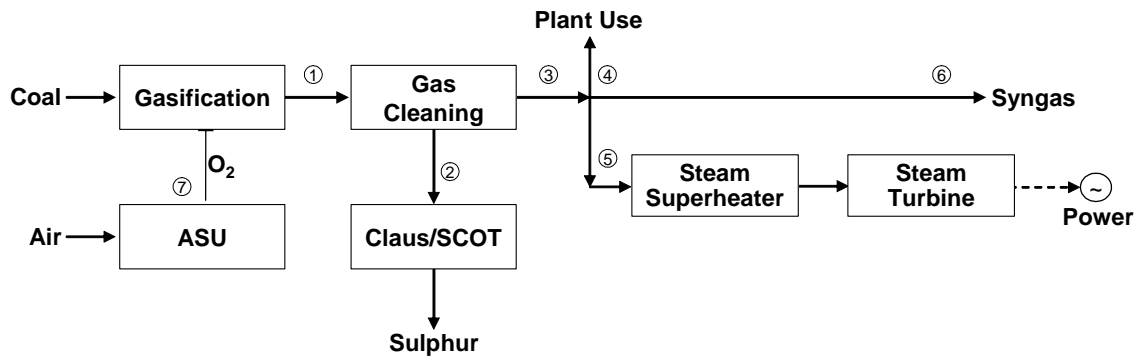 Plant Use
① ③ ④ ⑥
Coal Gasification Gas
Cleaning Syngas
O₂ ② ⑤ Steam
Superheater Steam
Turbine ~
⑦
Power
Air ASU Claus/SCOT
Sulphur